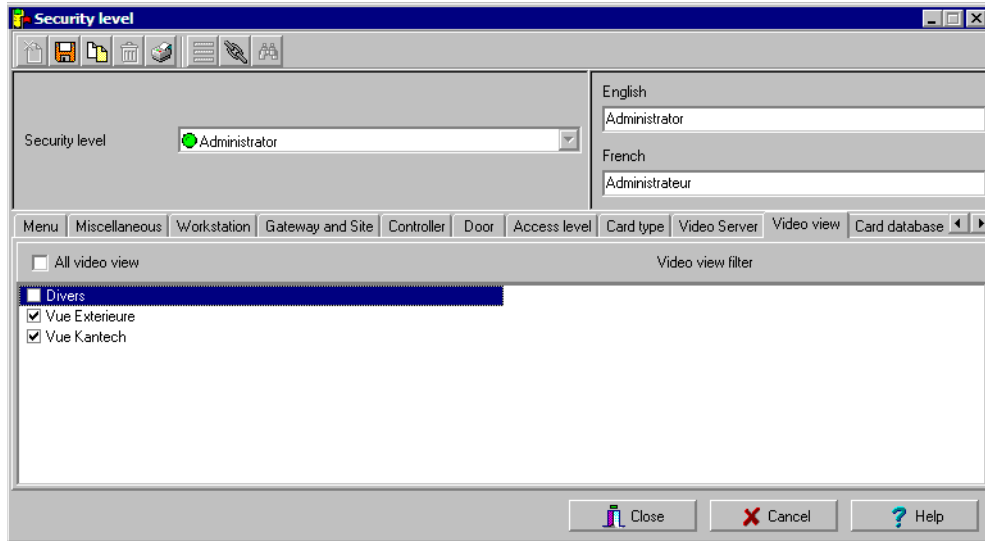 Security level
English
Administrator
Security level
Administrator
French
Administrateur
Menu Miscellaneous Workstation Gateway and Site Controller Door Access level Card type Video Server Video view Card database
All video view Video view filter
Divers
Vue Exterieure
Vue Kantech
Close Cancel ? Help